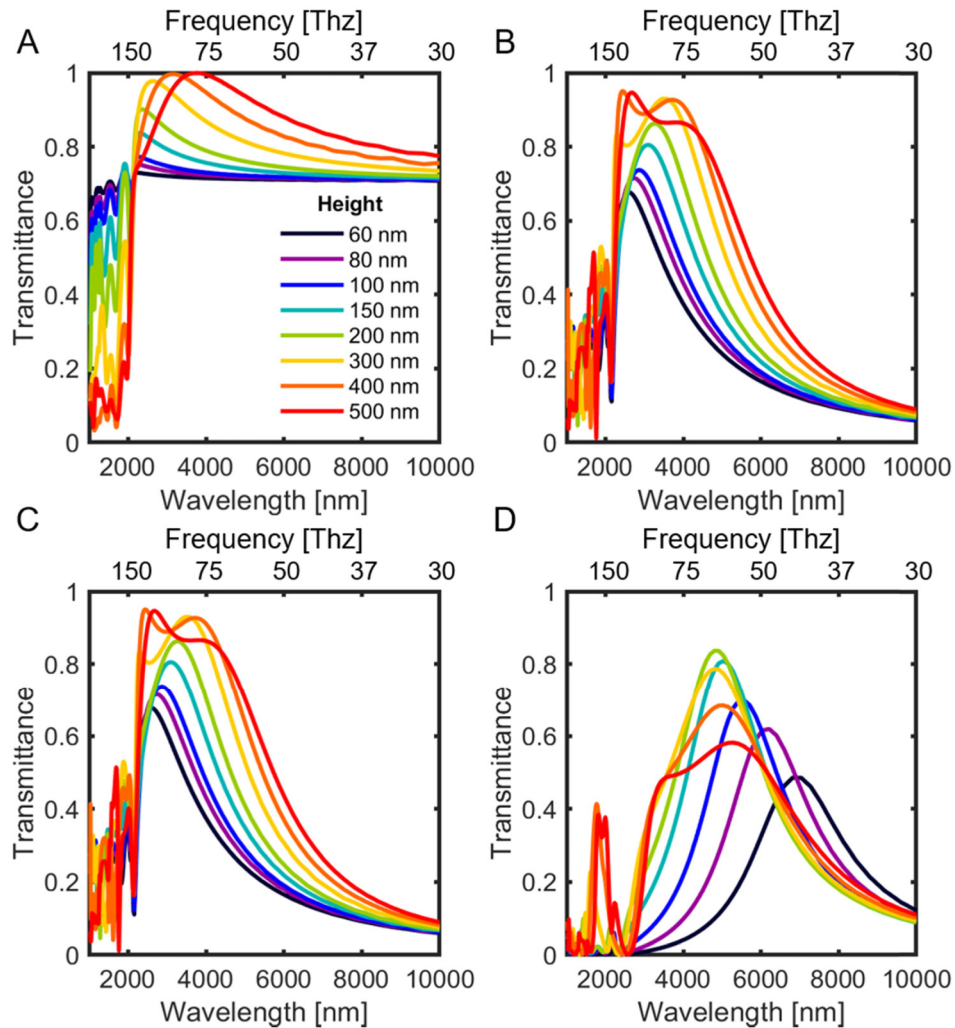 A
Frequency [Thz]
150 75 50 37 30
Transmittance
1
0.8
0.6
0.4
0.2
0
Height
60 nm
80 nm
100 nm
150 nm
200 nm
300 nm
400 nm
500 nm
2000 4000 6000 8000 10000
Wavelength [nm]
B
Frequency [Thz]
150 75 50 37 30
Transmittance
1
0.8
0.6
0.4
0.2
0
2000 4000 6000 8000 10000
Wavelength [nm]
C
Frequency [Thz]
150 75 50 37 30
Transmittance
1
0.8
0.6
0.4
0.2
0
2000 4000 6000 8000 10000
Wavelength [nm]
D
Frequency [Thz]
150 75 50 37 30
Transmittance
1
0.8
0.6
0.4
0.2
0
2000 4000 6000 8000 10000
Wavelength [nm]